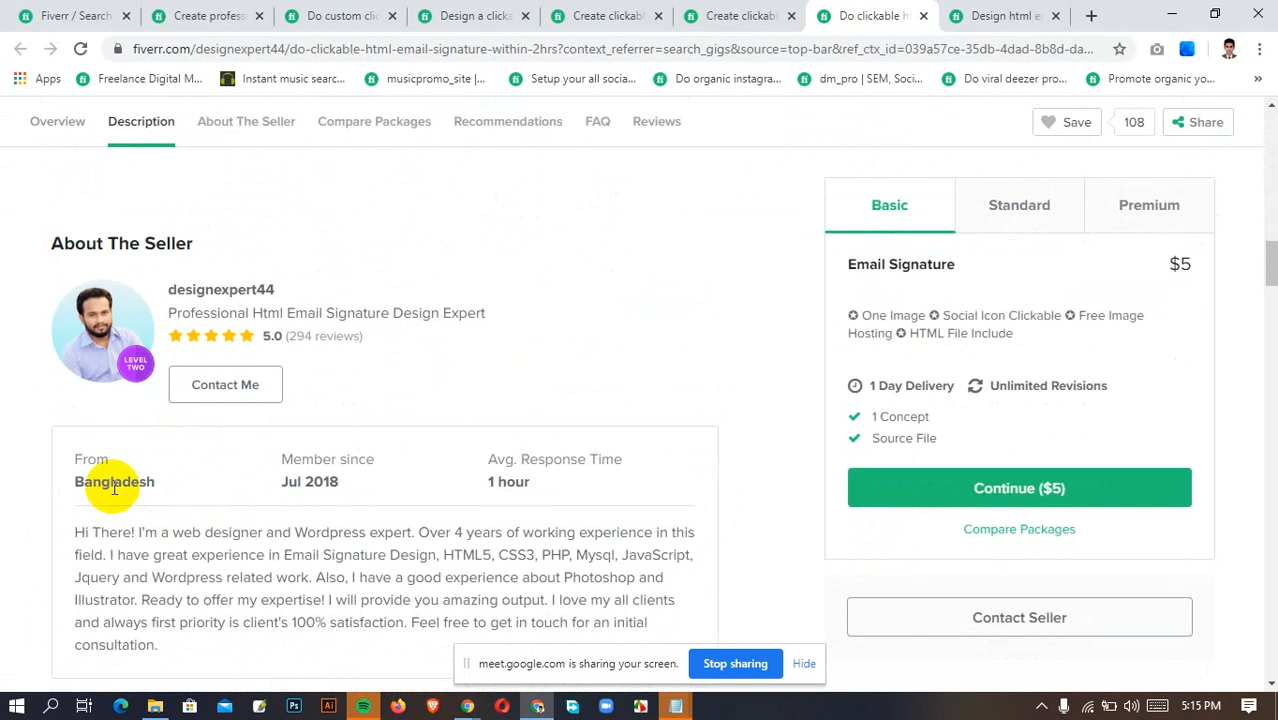 Fiverr / Search
Create profess
Do custom clic
Design a clicka
Create clickab
Create clickab
Do clickable ht
Design html em
fiverr.com/designexpert44/do-clickable-html-email-signature-within-2hrs?context_referrer=search_gigs&source=top-bar&ref_ctx_id=039a57ce-35db-4dad-8b8d-da...
Apps
Freelance Digital M...
Instant music searc...
musicpromo_site |...
Setup your all socia...
Do organic instagra...
dm_pro | SEM, Soci...
Do viral deezer pro...
Promote organic yo...
»
Overview
Description
About The Seller
Compare Packages
Recommendations
FAQ
Reviews
Save
108
Share
About The Seller
designexpert44
Professional Html Email Signature Design Expert
5.0 (294 reviews)
LEVEL
TWO
Contact Me
From
Bangladesh
Member since
Jul 2018
Avg. Response Time
1 hour
Hi There! I'm a web designer and Wordpress expert. Over 4 years of working experience in this
field. I have great experience in Email Signature Design, HTML5, CSS3, PHP, Mysql, JavaScript,
Jquery and Wordpress related work. Also, I have a good experience about Photoshop and
Illustrator. Ready to offer my expertise! I will provide you amazing output. I love my all clients
and always first priority is client's 100% satisfaction. Feel free to get in touch for an initial
consultation.
Basic
Standard
Premium
Email Signature
$5
✪ One Image ✪ Social Icon Clickable ✪ Free Image
Hosting ✪ HTML File Include
1 Day Delivery
Unlimited Revisions
1 Concept
Source File
Continue ($5)
Compare Packages
Contact Seller
meet.google.com is sharing your screen.
Stop sharing
Hide
Ps
Ai
5:15 PM